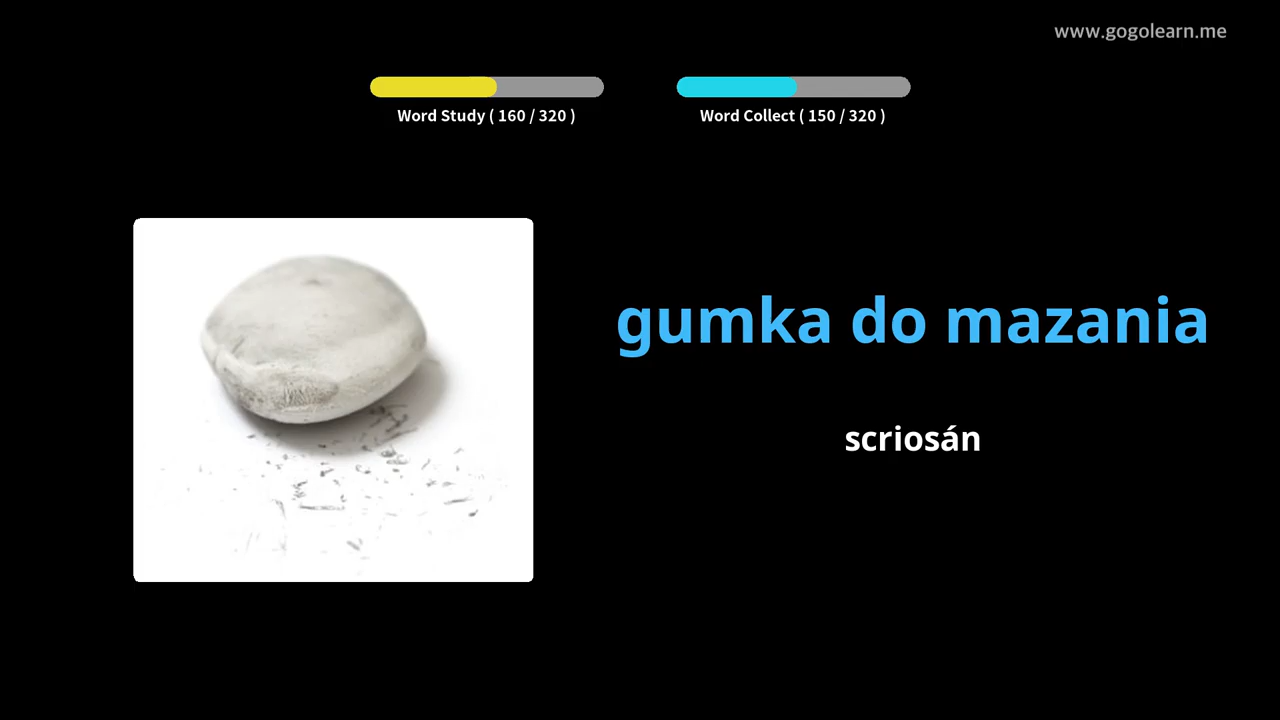 www.gogolearn.me
Word Study ( 160 / 320 )
Word Collect ( 150 / 320 )
gumka do mazania
scriosán